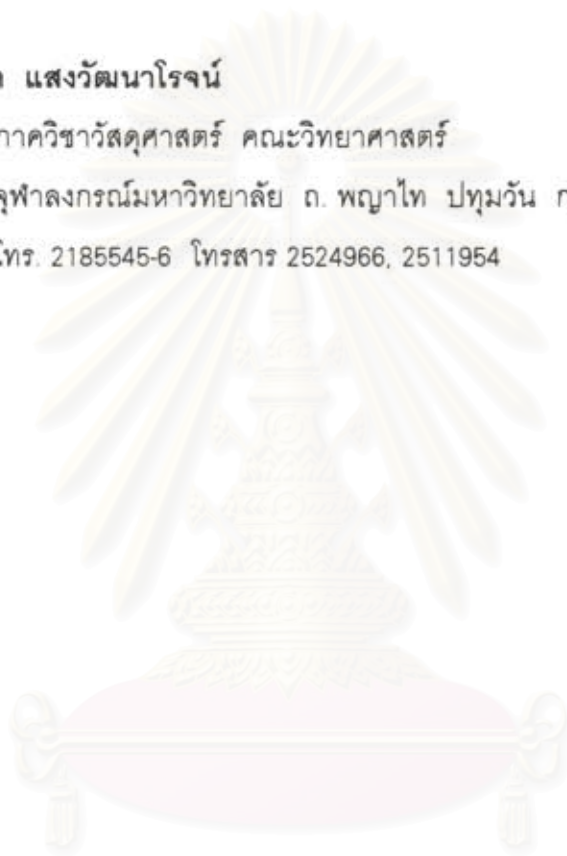 แสงวัฒนาโรจน์
ภาควิชาวัสดุศาสตร์ คณะวิทยาศาสตร์
จุฬาลงกรณ์มหาวิทยาลัย ถ. พญาไท ปทุมวัน
โทร. 2185545-6 โทรสาร 2524966, 2511954